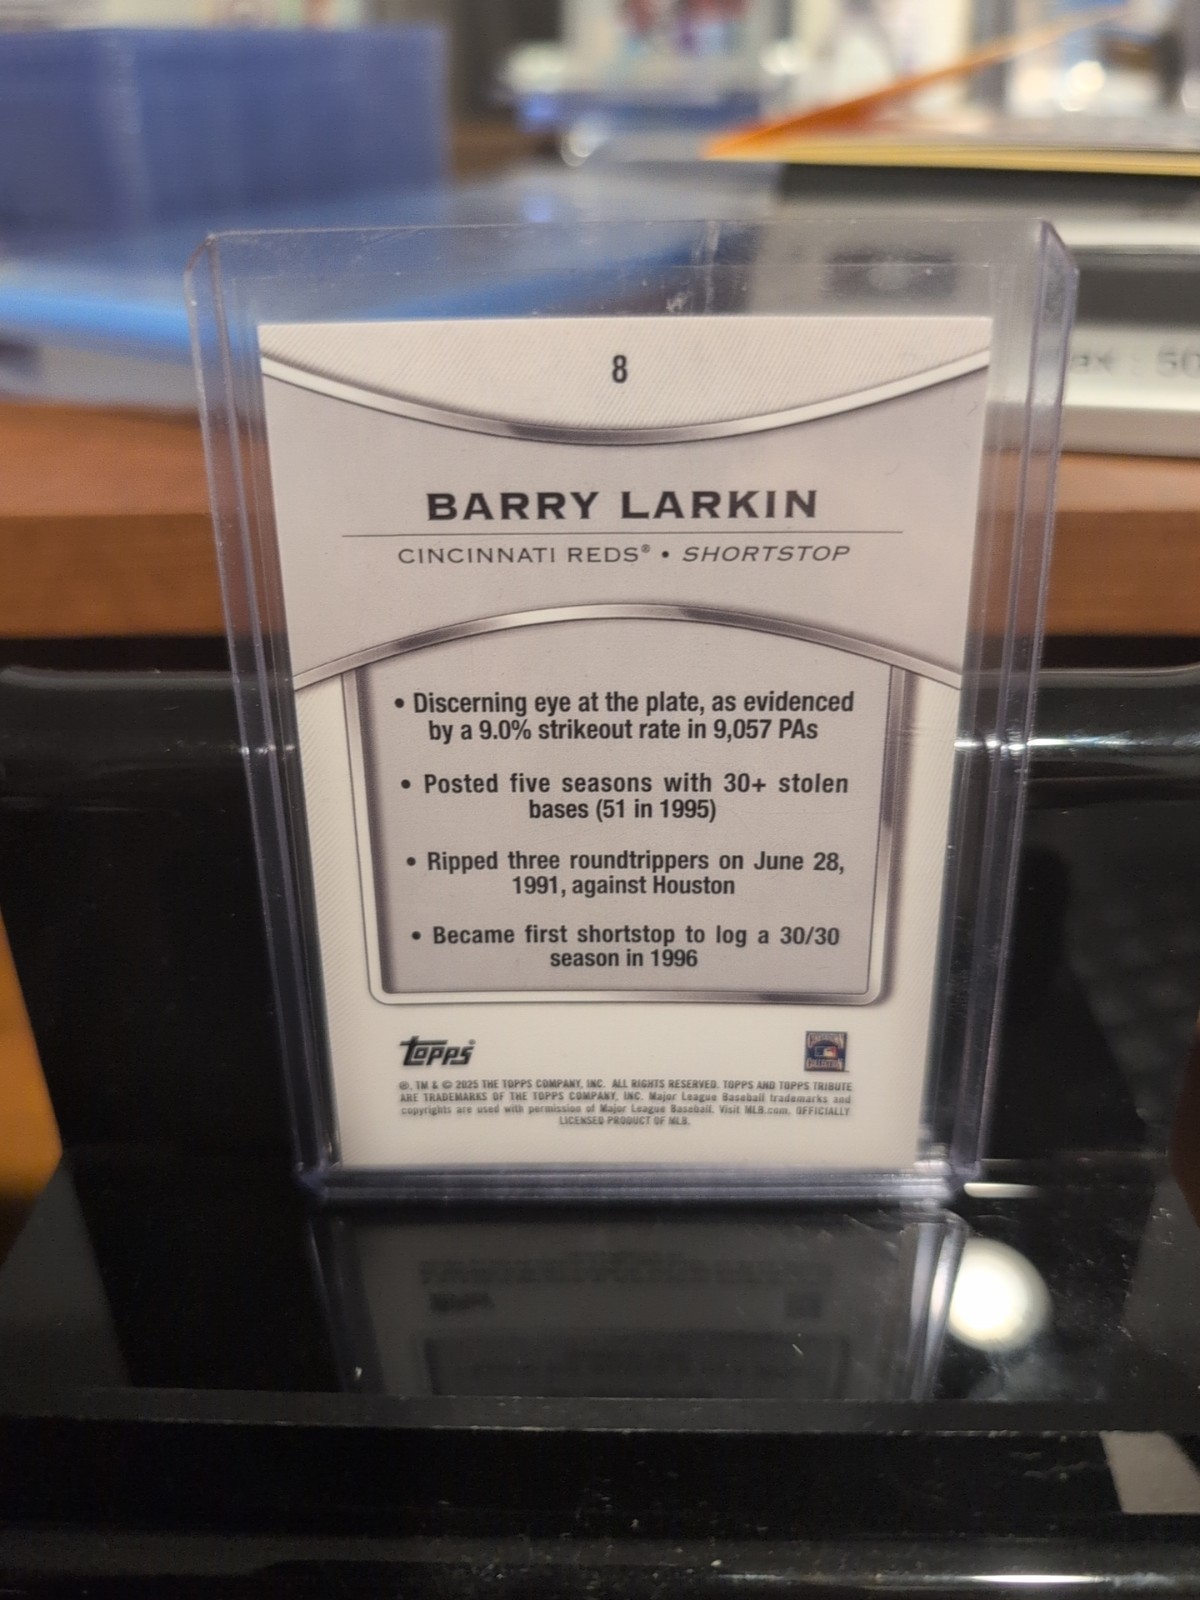 8
BARRY LARKIN
CINCINNATI REDS® • SHORTSTOP
• Discerning eye at the plate, as evidenced
by a 9.0% strikeout rate in 9,057 PAs
• Posted five seasons with 30+ stolen
bases (51 in 1995)
• Ripped three roundtrippers on June 28,
1991, against Houston
• Became first shortstop to log a 30/30
season in 1996
topps
COOPERSTOWN
COLLECTION
®, TM & © 2025 THE TOPPS COMPANY, INC. ALL RIGHTS RESERVED. TOPPS AND TOPPS TRIBUTE
ARE TRADEMARKS OF THE TOPPS COMPANY, INC. Major League Baseball trademarks and
copyrights are used with permission of Major League Baseball. Visit MLB.com. OFFICIALLY
LICENSED PRODUCT OF MLB.